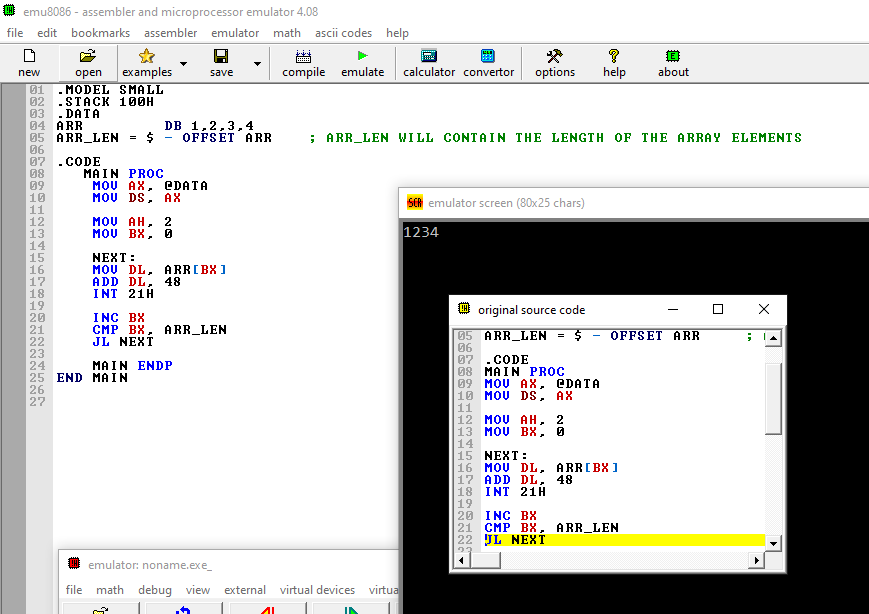 emu8086 - assembler and microprocessor emulator 4.08
file edit bookmarks assembler emulator math ascii codes help
new open examples save compile emulate calculator convertor options help about
01 .MODEL SMALL
02 .STACK 100H
03 .DATA
04 ARR DB 1,2,3,4
05 ARR_LEN = $ - OFFSET ARR ; ARR_LEN WILL CONTAIN THE LENGTH OF THE ARRAY ELEMENTS
06
07 .CODE
08 MAIN PROC
09 MOV AX, @DATA
10 MOV DS, AX
11
12 MOV AH, 2
13 MOV BX, 0
14
15 NEXT:
16 MOV DL, ARR[BX]
17 ADD DL, 48
18 INT 21H
19
20 INC BX
21 CMP BX, ARR_LEN
22 JL NEXT
23
24 MAIN ENDP
25 END MAIN
26
27
SCR emulator screen (80x25 chars)
1234
original source code
05 ARR_LEN = $ - OFFSET ARR ;
06
07 .CODE
08 MAIN PROC
09 MOV AX, @DATA
10 MOV DS, AX
11
12 MOV AH, 2
13 MOV BX, 0
14
15 NEXT:
16 MOV DL, ARR[BX]
17 ADD DL, 48
18 INT 21H
19
20 INC BX
21 CMP BX, ARR_LEN
22 JL NEXT
23
emulator: noname.exe_
file math debug view external virtual devices virtua